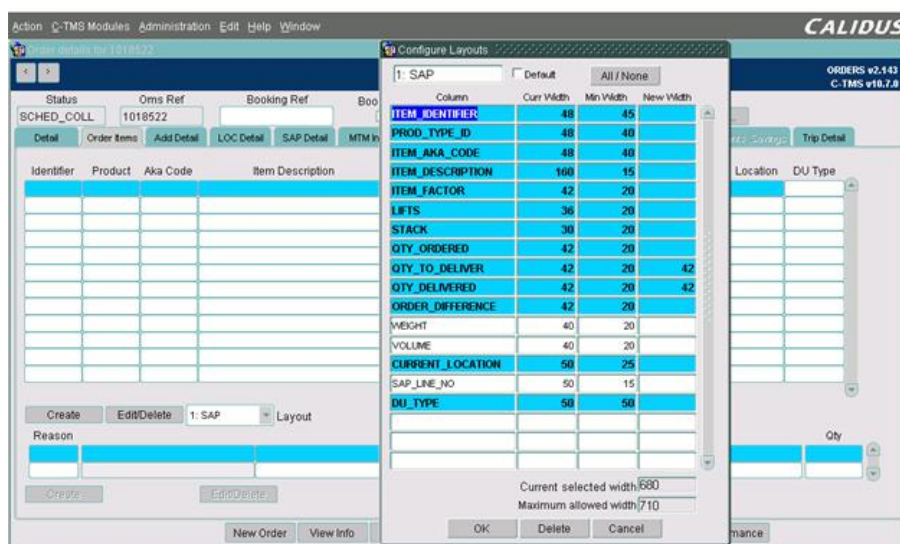 Action C-TMS Modules Administration Edit Help Window
CALIDUS
Order details for 1018522
ORDERS v2.143
C-TMS v10.7.0
Status Oms Ref Booking Ref
SCHED_COLL 1018522
Detail Order Items Add Detail LOC Detail SAP Detail Trip Detail
Identifier Product Aka Code Item Description Location DU Type
Create Edit/Delete 1: SAP Layout
Reason Qty
Create Edit/Delete
New Order View Info
Configure Layouts
1: SAP Default All / None
Column Curr Width Min Width New Width
ITEM_IDENTIFIER 48 45
PROD_TYPE_ID 48 40
ITEM_AKA_CODE 48 40
ITEM_DESCRIPTION 160 15
ITEM_FACTOR 42 20
LIFTS 36 20
STACK 30 20
QTY_ORDERED 42 20
QTY_TO_DELIVER 42 20 42
QTY_DELIVERED 42 20 42
ORDER_DIFFERENCE 42 20
WEIGHT 40 20
VOLUME 40 20
CURRENT_LOCATION 50 25
SAP_LINE_NO 50 15
DU_TYPE 50 50
Current selected width 680
Maximum allowed width 710
OK Delete Cancel